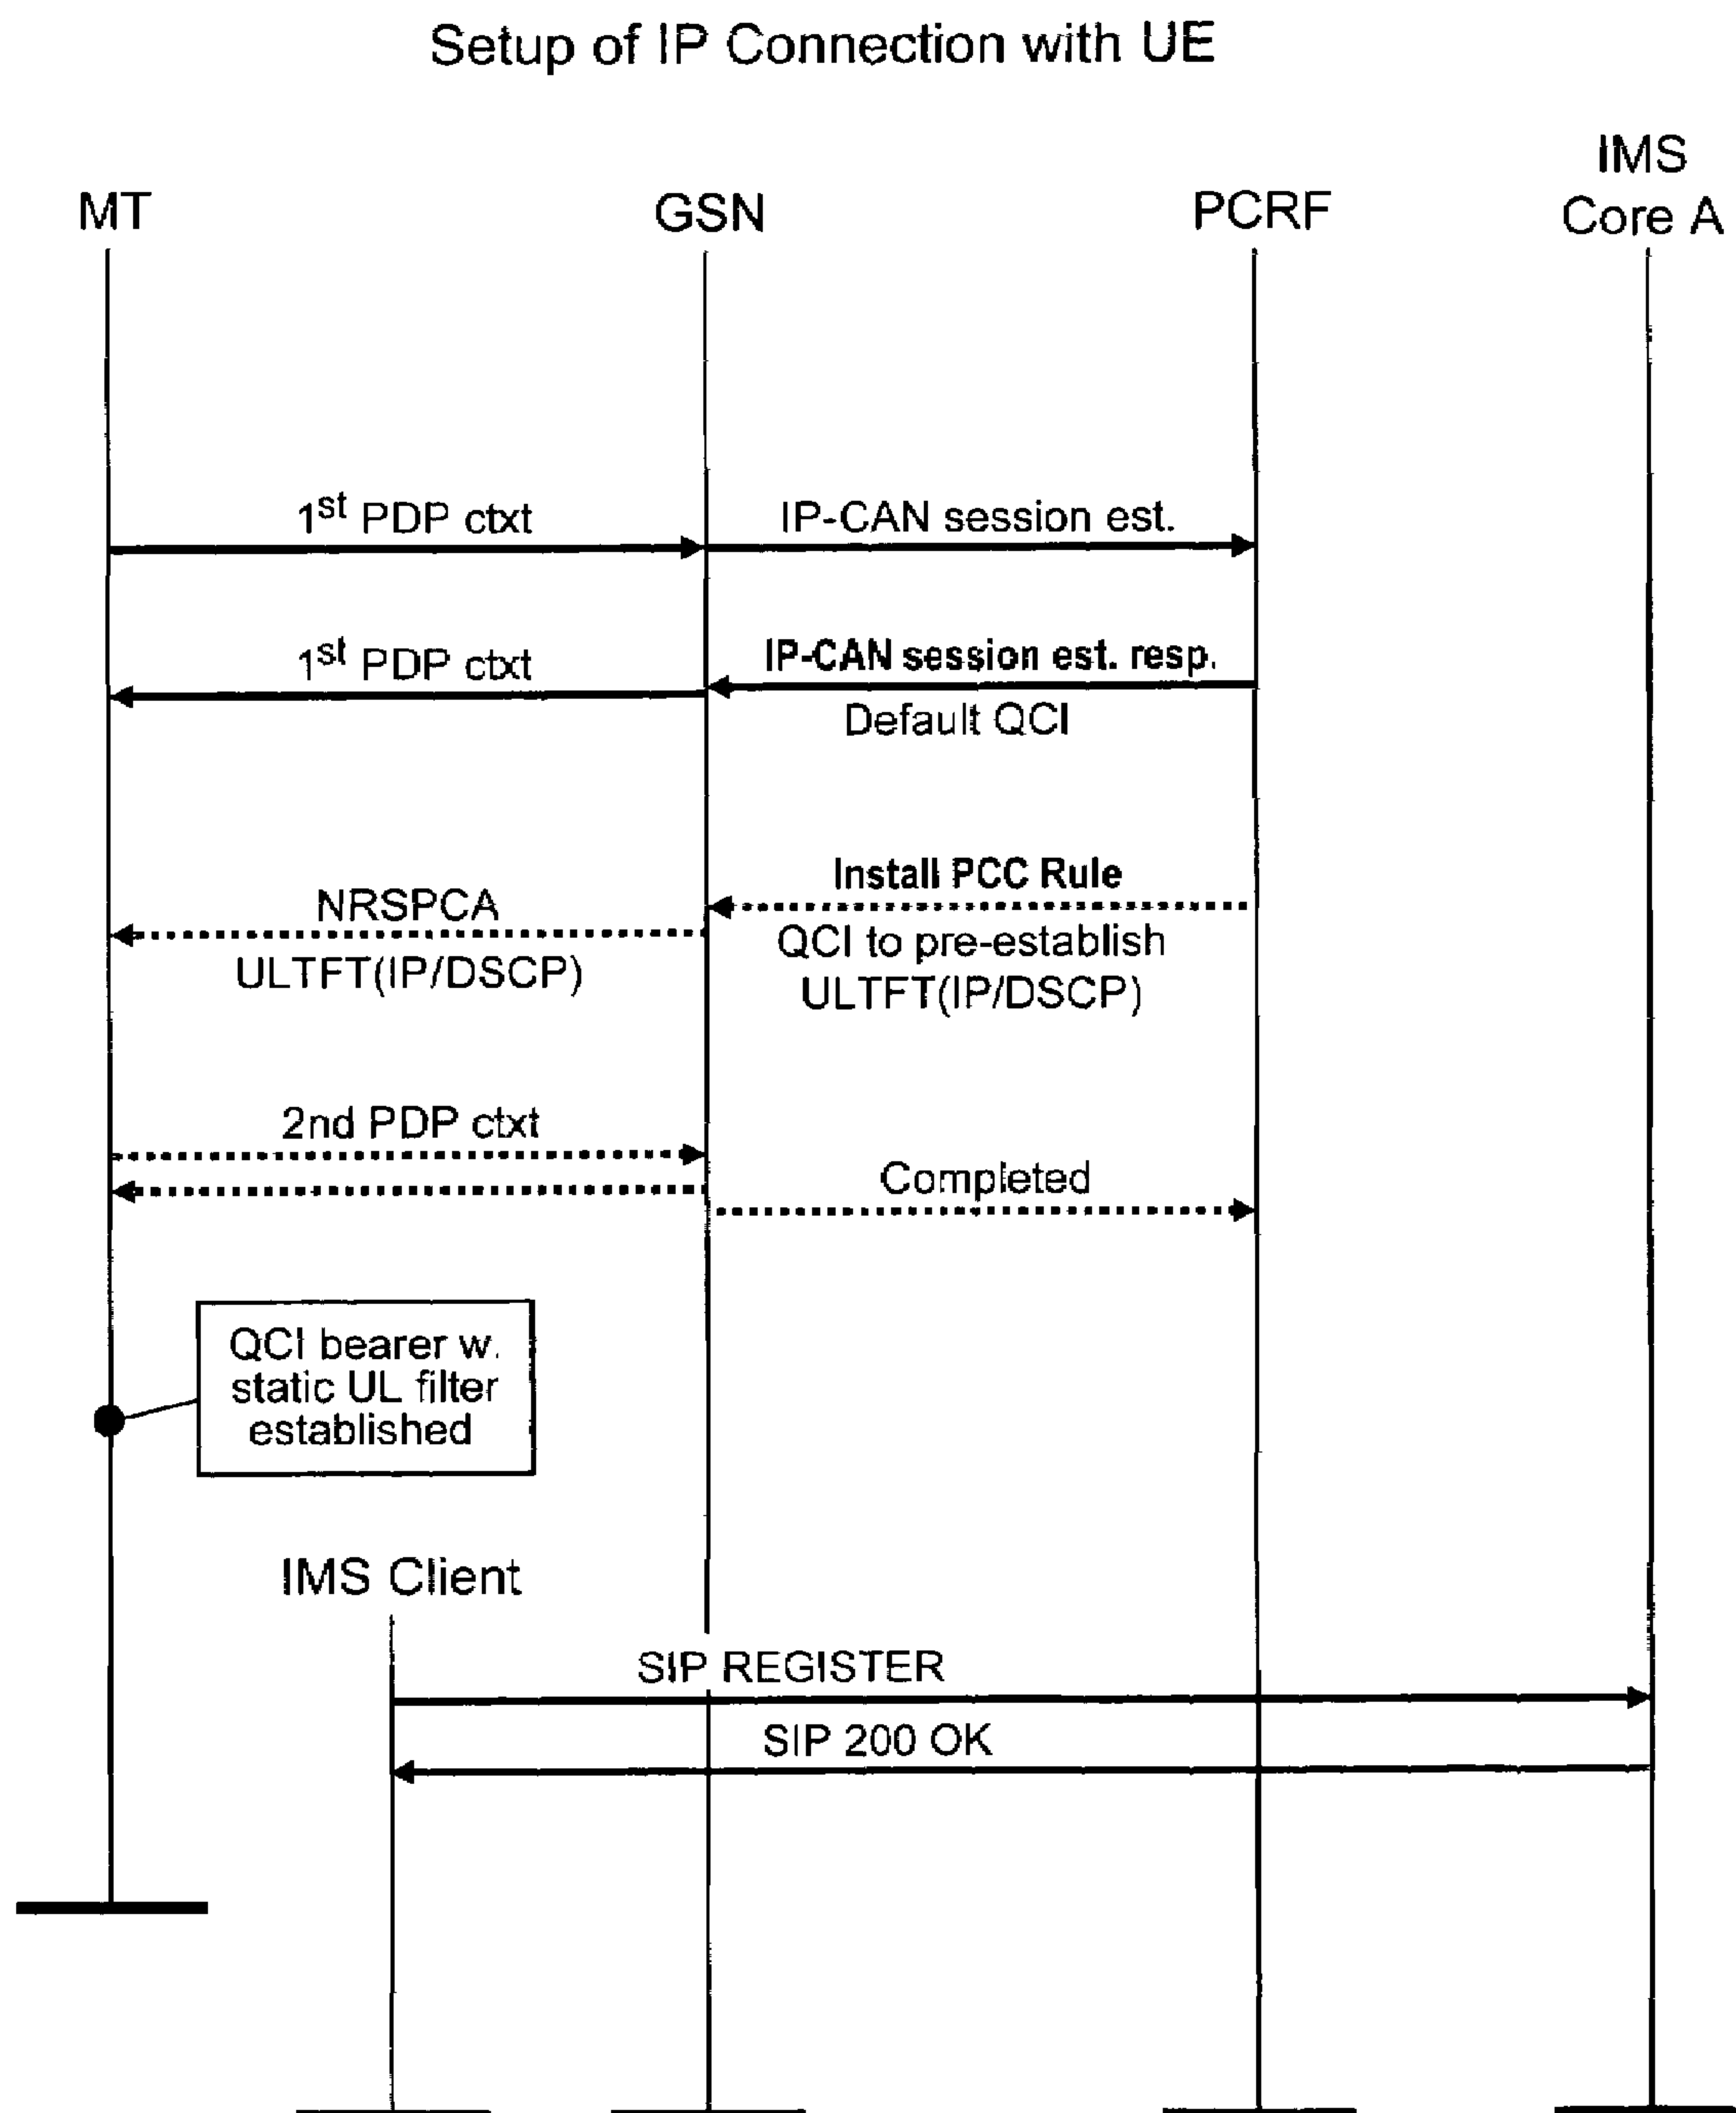 Setup of IP Connection with UE
IMS
Core A
MT
GSN
PCRF
1st PDP ctxt
IP-CAN session est.
1st PDP ctxt
IP-CAN session est. resp.
Default QCI
Install PCC Rule
NRSPCA
QCI to pre-establish
ULTFT(IP/DSCP)
ULTFT(IP/DSCP)
2nd PDP ctxt
Completed
QCI bearer w.
static UL filter
established
IMS Client
SIP REGISTER
SIP 200 OK